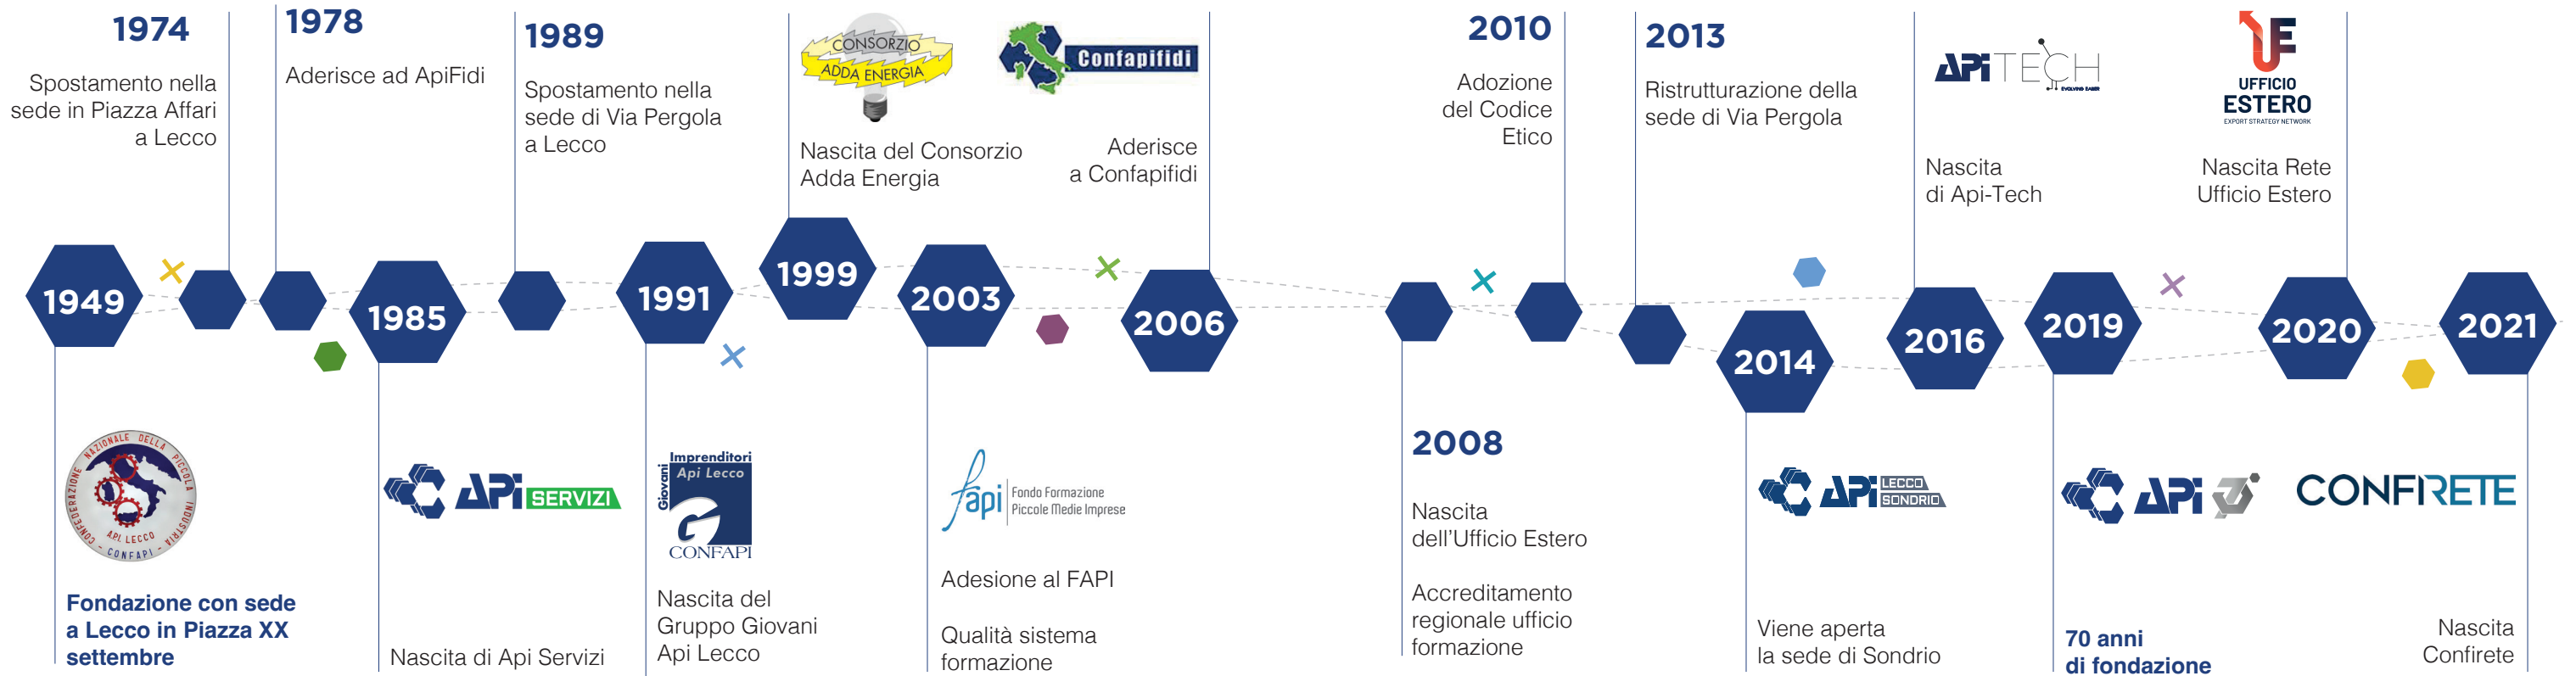 1974
Spostamento nella
sede in Piazza Affari
a Lecco
1978
Aderisce ad ApiFidi
1989
Spostamento nella
sede di Via Pergola
a Lecco
CONSORZIO
ADDA ENERGIA
Nascita del Consorzio
Adda Energia
Confapifidi
Aderisce
a Confapifidi
2010
Adozione
del Codice
Etico
2013
Ristrutturazione della
sede di Via Pergola
APITECH
EVOLVING SABER
Nascita
di Api-Tech
UE
UFFICIO
ESTERO
EXPORT STRATEGY NETWORK
Nascita Rete
Ufficio Estero
1949
1985
1991
1999
2003
2006
2014
2016
2019
2020
2021
CONFEDERAZIONE NAZIONALE DELLA PICCOLA INDUSTRIA
A.P.I. LECCO
- CONFAPI -
Fondazione con sede
a Lecco in Piazza XX
settembre
APi SERVIZI
Nascita di Api Servizi
Giovani
Imprenditori
Api Lecco
G
CONFAPI
Nascita del
Gruppo Giovani
Api Lecco
fapi
Fondo Formazione
Piccole Medie Imprese
Adesione al FAPI
Qualità sistema
formazione
2008
Nascita
dell’Ufficio Estero
Accreditamento
regionale ufficio
formazione
APi LECCO
SONDRIO
Viene aperta
la sede di Sondrio
APi 70
70 anni
di fondazione
CONFIRETE
Nascita
Confirete